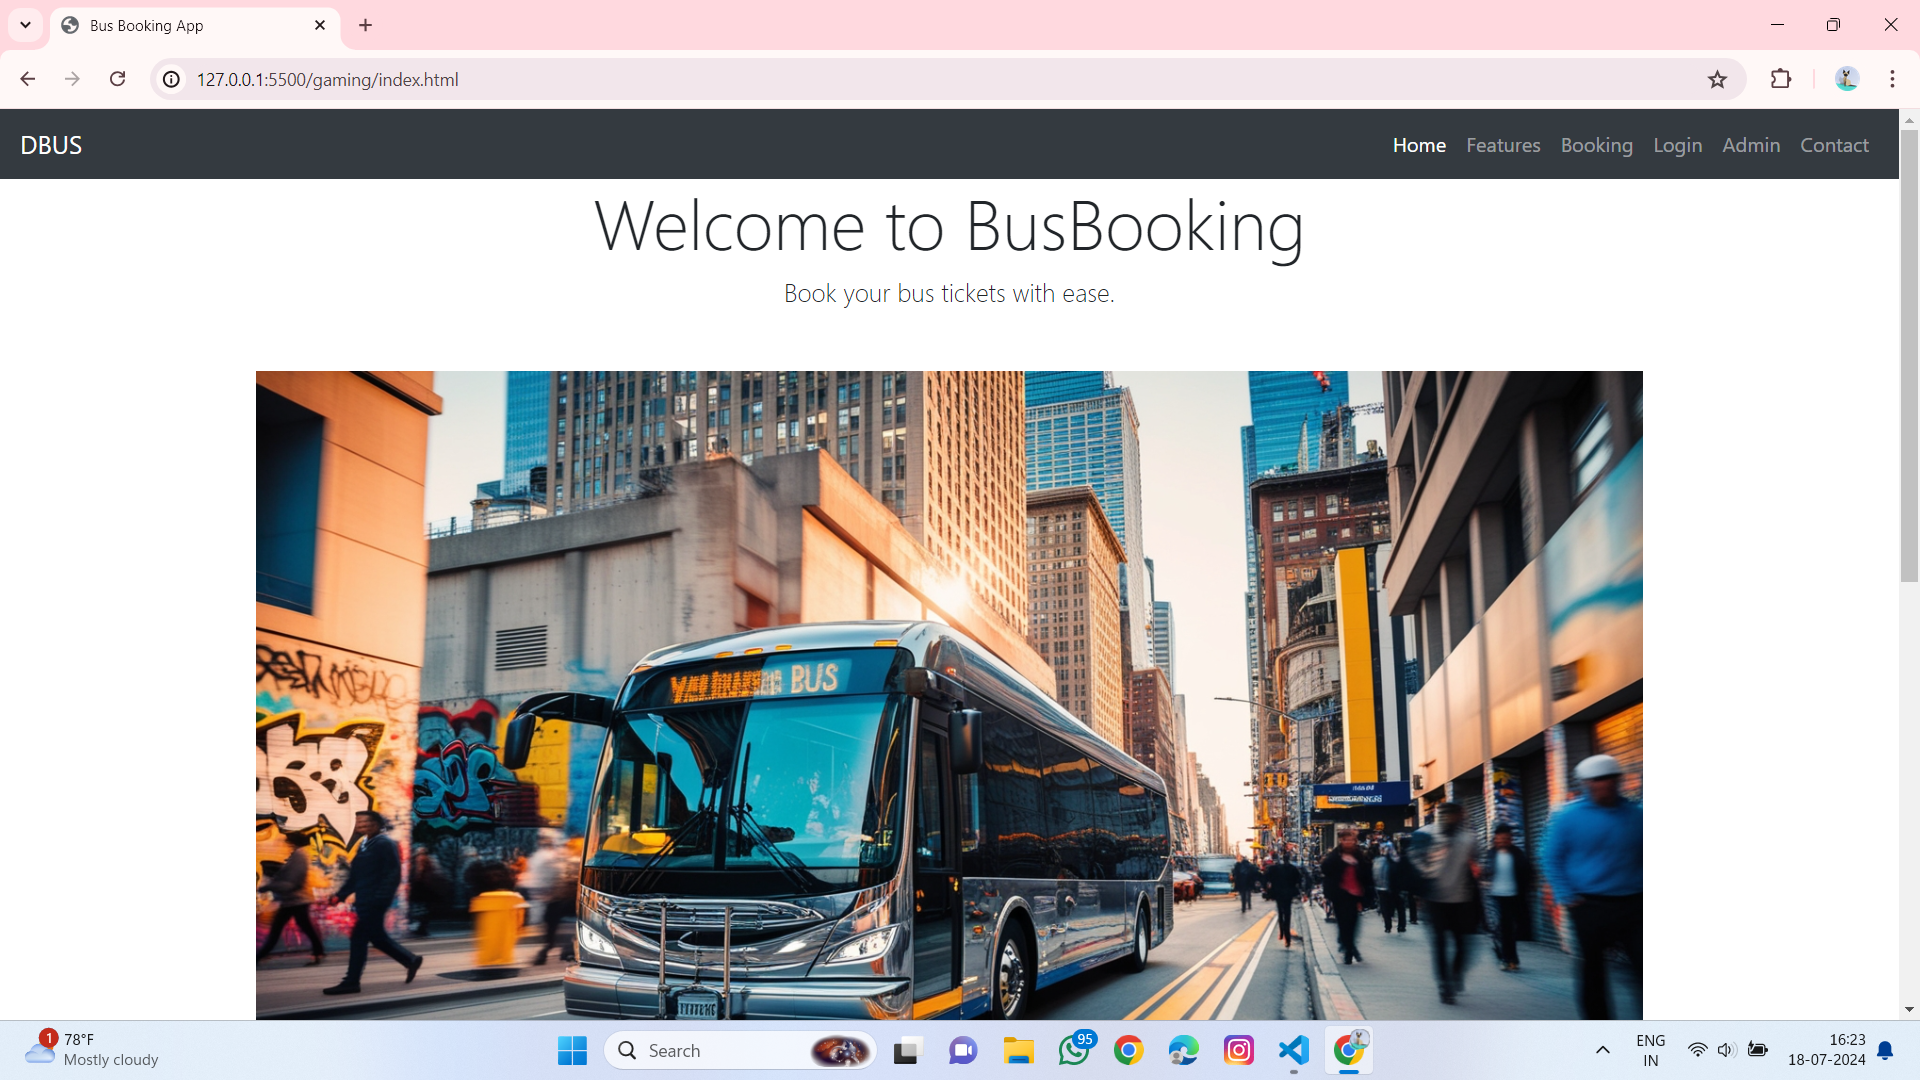 Bus Booking App
127.0.0.1:5500/gaming/index.html
DBUS
Home Features Booking Login Admin Contact
Welcome to BusBooking
Book your bus tickets with ease.
BUS
1
78°F
Mostly cloudy
Search
95
ENG
IN
16:23
18-07-2024